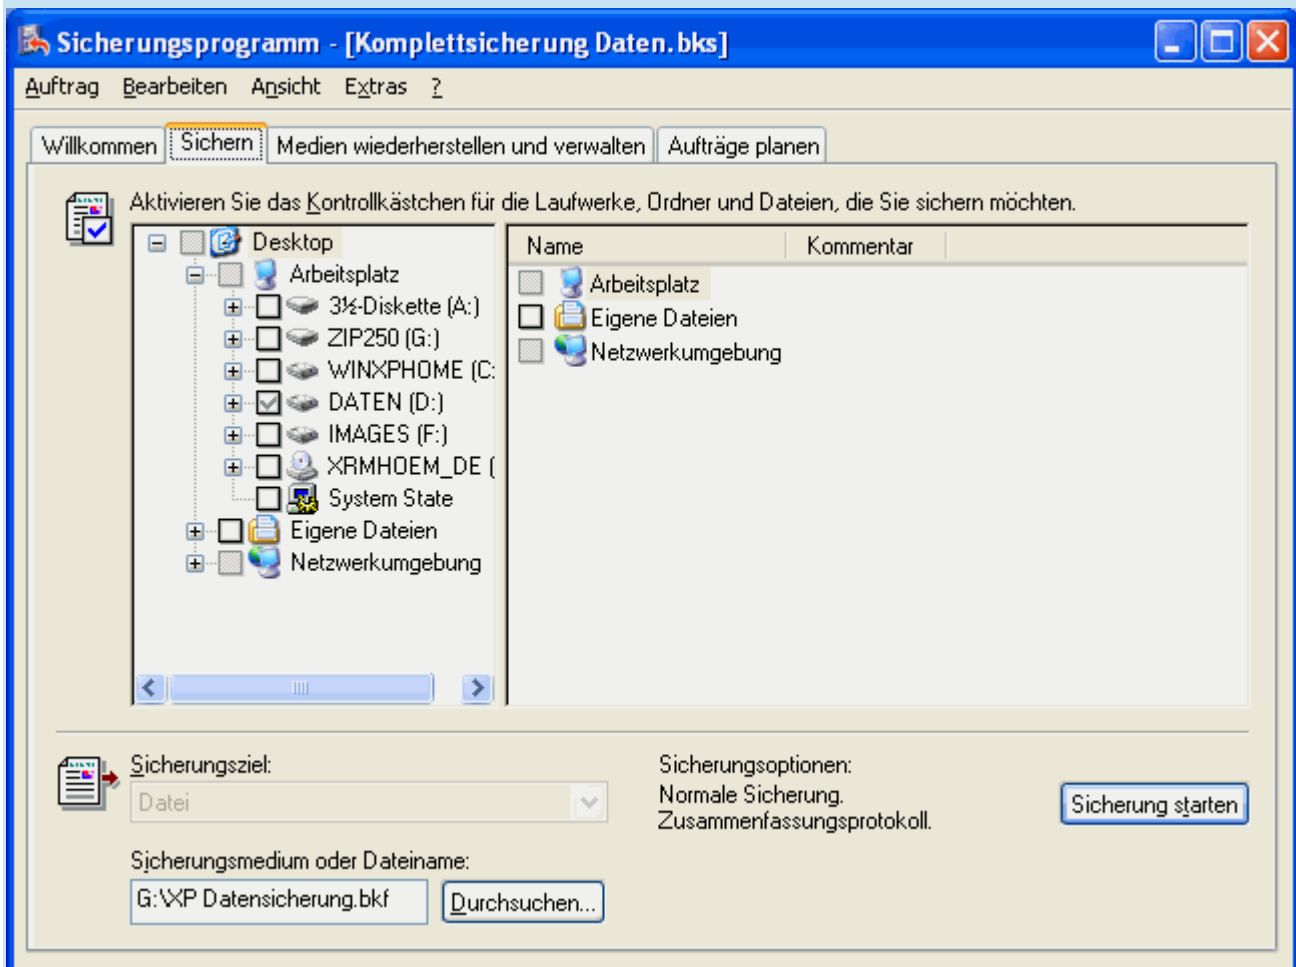 Sicherungsprogramm - [Komplettsicherung Daten.bks]
Auftrag Bearbeiten Ansicht Extras ?
Willkommen Sichern Medien wiederherstellen und verwalten Aufträge planen
Aktivieren Sie das Kontrollkästchen für die Laufwerke, Ordner und Dateien, die Sie sichern möchten.
Desktop
Arbeitsplatz
3½-Diskette (A:)
ZIP250 (G:)
WINXPHOME (C:
DATEN (D:)
IMAGES (F:)
XRMHOEM_DE (
System State
Eigene Dateien
Netzwerkumgebung
Name Kommentar
Arbeitsplatz
Eigene Dateien
Netzwerkumgebung
Sicherungsziel:
Datei
Sicherungsmedium oder Dateiname:
G:\XP Datensicherung.bkf Durchsuchen...
Sicherungsoptionen:
Normale Sicherung.
Zusammenfassungsprotokoll.
Sicherung starten